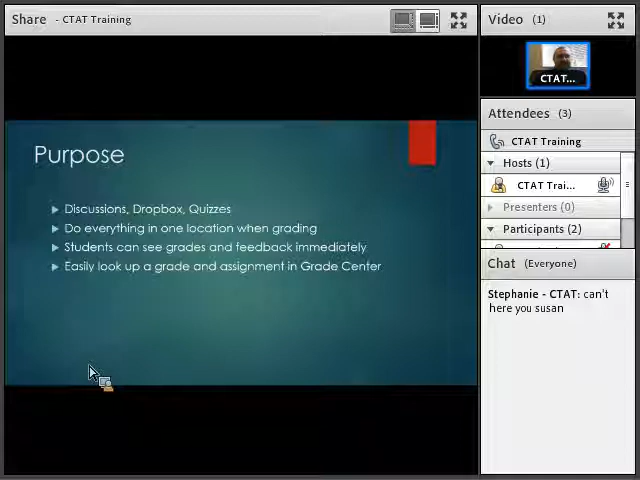 Share - CTAT Training
Video (1)
CTAT...
Attendees (3)
CTAT Training
Hosts (1)
CTAT Trai...
Presenters (0)
Participants (2)
Chat (Everyone)
Stephanie - CTAT: can't
here you susan
Purpose
Discussions, Dropbox, Quizzes
Do everything in one location when grading
Students can see grades and feedback immediately
Easily look up a grade and assignment in Grade Center